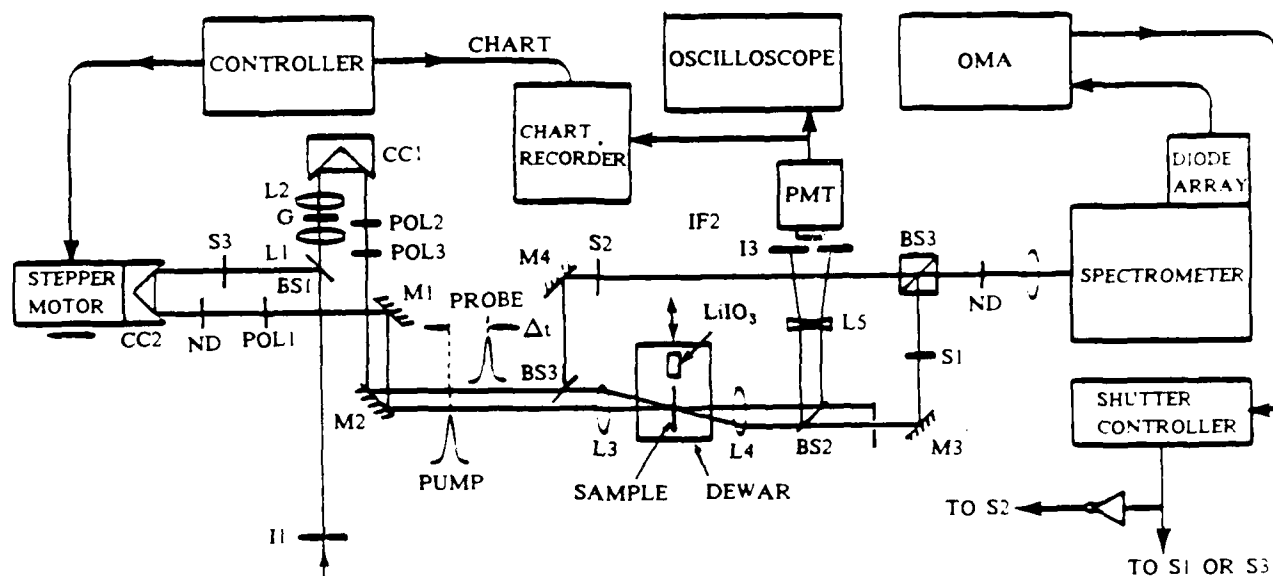 CONTROLLER
CHART
OSCILLOSCOPE
OMA
CHART
RECORDER
DIODE
ARRAY
CC1
L2
G
PMT
POL2
IF2
S3
L1
POL3
I3
M4
S2
BS3
STEPPER
MOTOR
BS1
SPECTROMETER
M1
PROBE
LiIO3
ND
CC2
ND
POL1
Δt
L5
BS3
S1
M2
SHUTTER
CONTROLLER
L3
L4
BS2
M3
PUMP
SAMPLE
DEWAR
TO S2
I1
TO S1 OR S3